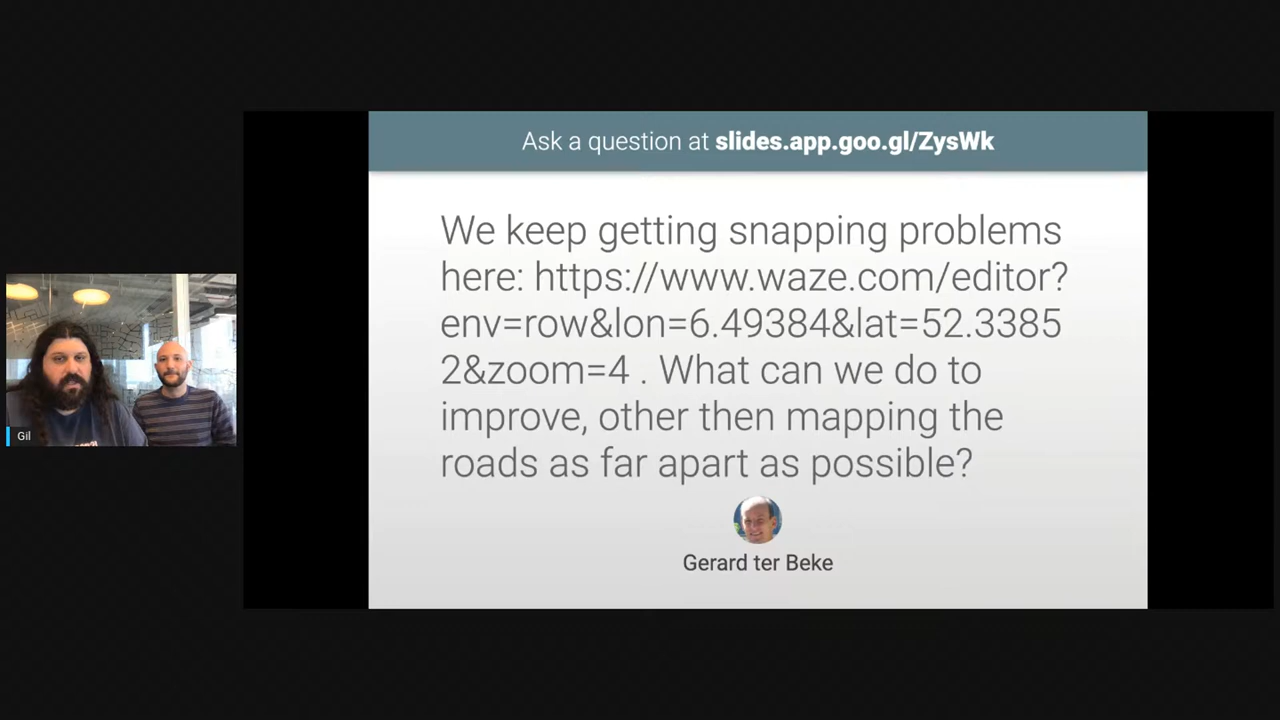 Ask a question at slides.app.goo.gl/ZysWk
We keep getting snapping problems
here: https://www.waze.com/editor?
env=row&lon=6.49384&lat=52.3385
2&zoom=4 . What can we do to
improve, other then mapping the
roads as far apart as possible?
Gerard ter Beke
Gil